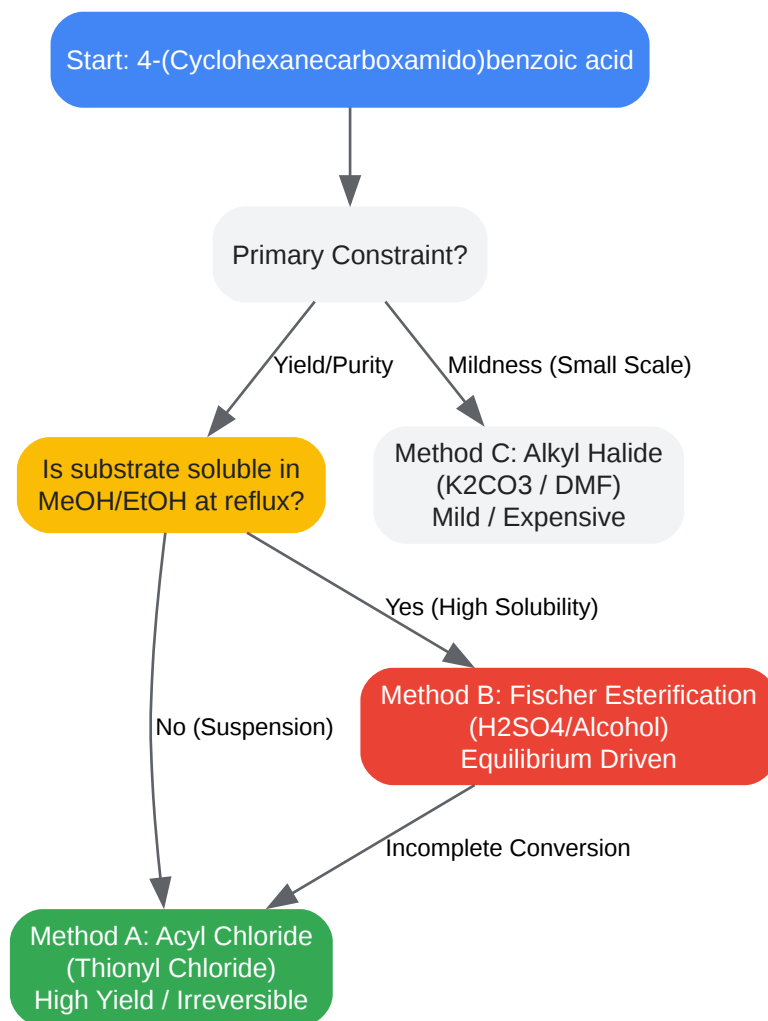 Start: 4-(Cyclohexanecarboxamido)benzoic acid
Primary Constraint?
Yield/Purity
Mildness (Small Scale)
Is substrate soluble in
MeOH/EtOH at reflux?
Method C: Alkyl Halide
(K2CO3 / DMF)
Mild / Expensive
Yes (High Solubility)
No (Suspension)
Method B: Fischer Esterification
(H2SO4/Alcohol)
Equilibrium Driven
Incomplete Conversion
Method A: Acyl Chloride
(Thionyl Chloride)
High Yield / Irreversible